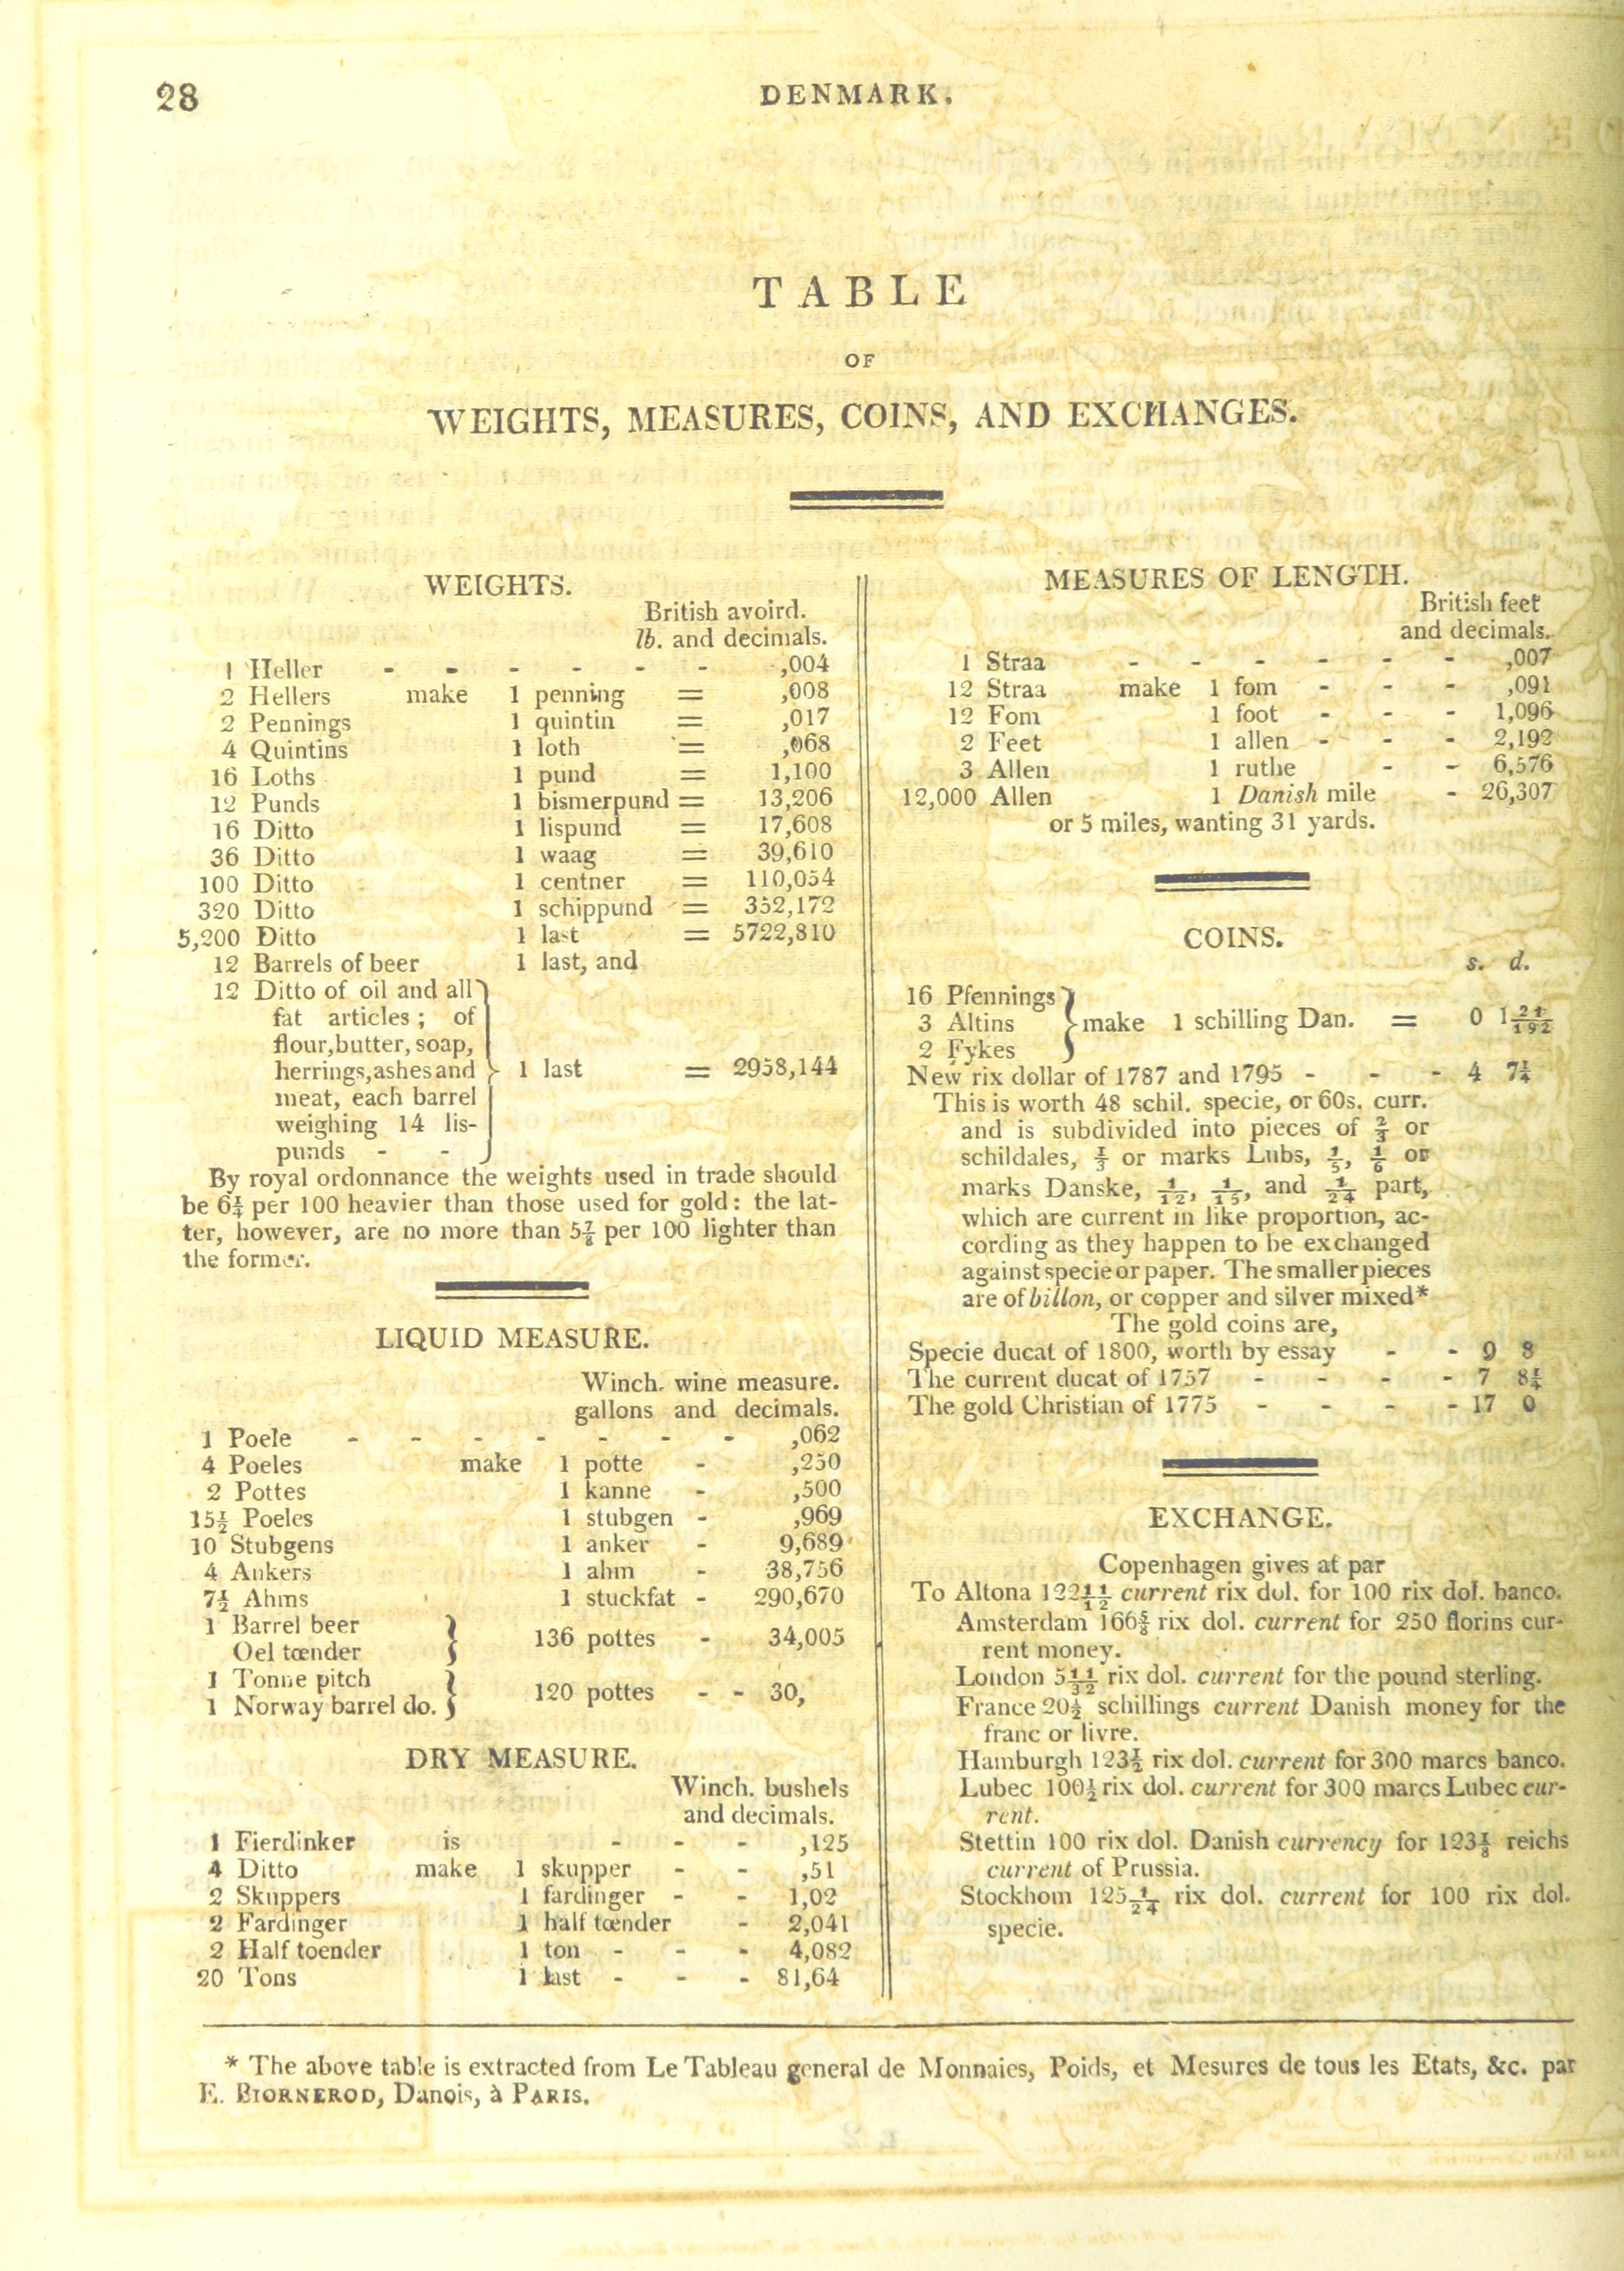 28
DENMARK.
TABLE
OF
WEIGHTS, MEASURES, COINS, AND EXCHANGES.
WEIGHTS.
British avoird.
lb. and decimals.
1 Heller - - - - - - ,004
2 Hellers make 1 penning = ,008
2 Pennings 1 quintin = ,017
4 Quintins 1 loth = ,068
16 Loths 1 pund = 1,100
12 Punds 1 bismerpund = 13,206
16 Ditto 1 lispund = 17,608
36 Ditto 1 waag = 39,610
100 Ditto 1 centner = 110,054
320 Ditto 1 schippund = 352,172
5,200 Ditto 1 last = 5722,810
12 Barrels of beer 1 last, and
12 Ditto of oil and all
fat articles; of
flour, butter, soap,
herrings, ashes and } 1 last = 2958,144
meat, each barrel
weighing 14 lis-
punds - -
By royal ordonnance the weights used in trade should
be 6¼ per 100 heavier than those used for gold: the lat-
ter, however, are no more than 5⅞ per 100 lighter than
the former.
LIQUID MEASURE.
Winch. wine measure.
gallons and decimals.
1 Poele - - - - - - - ,062
4 Poeles make 1 potte - ,250
2 Pottes 1 kanne - ,500
15½ Poeles 1 stubgen - ,969
10 Stubgens 1 anker - 9,689
4 Ankers 1 ahm - 38,756
7½ Ahms 1 stuckfat - 290,670
1 Barrel beer
Oel tœnder } 136 pottes - 34,005
1 Tonne pitch
1 Norway barrel do. } 120 pottes - - 30,
DRY MEASURE.
Winch. bushels
and decimals.
1 Fierdinker is - - - ,125
4 Ditto make 1 skupper - - ,51
2 Skuppers 1 fardinger - - 1,02
2 Fardinger 1 half tœnder - 2,041
2 Half toender 1 ton - - - 4,082
20 Tons 1 last - - - 81,64
MEASURES OF LENGTH.
British feet
and decimals.
1 Straa - - - - - - ,007
12 Straa make 1 fom - - - ,091
12 Fom 1 foot - - - 1,096
2 Feet 1 allen - - - 2,192
3 Allen 1 ruthe - - 6,576
12,000 Allen 1 Danish mile - 26,307
or 5 miles, wanting 31 yards.
COINS.
s. d.
16 Pfennings
3 Altins } make 1 schilling Dan. = 0 1 21/192
2 Fykes
New rix dollar of 1787 and 1795 - - - 4 7¼
This is worth 48 schil. specie, or 60s. curr.
and is subdivided into pieces of ⅔ or
schildales, ⅓ or marks Lubs, ⅕, ⅙ or
marks Danske, 1/12, 1/15, and 1/24 part,
which are current in like proportion, ac-
cording as they happen to be exchanged
against specie or paper. The smaller pieces
are of billon, or copper and silver mixed*
The gold coins are,
Specie ducat of 1800, worth by essay - - 9 8
The current ducat of 1757 - - - - 7 8¼
The gold Christian of 1775 - - - - 17 0
EXCHANGE.
Copenhagen gives at par
To Altona 122 11/12 current rix dol. for 100 rix dol. banco.
Amsterdam 166⅔ rix dol. current for 250 florins cur-
rent money.
London 5 11/32 rix dol. current for the pound sterling.
France 20½ schillings current Danish money for the
franc or livre.
Hamburgh 123½ rix dol. current for 300 marcs banco.
Lubec 100½ rix dol. current for 300 marcs Lubec cur-
rent.
Stettin 100 rix dol. Danish currency for 123⅛ reichs
current of Prussia.
Stockhom 125 1/24 rix dol. current for 100 rix dol.
specie.
* The above table is extracted from Le Tableau general de Monnaies, Poids, et Mesures de tous les Etats, &c. par
E. BIORNEROD, Danois, à PARIS.